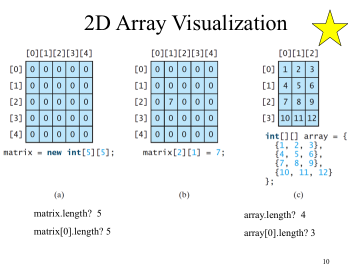 2D Array Visualization
[0][1][2][3][4]
[0] 0 0 0 0 0
[1] 0 0 0 0 0
[2] 0 0 0 0 0
[3] 0 0 0 0 0
[4] 0 0 0 0 0
matrix = new int[5][5];
(a)
[0][1][2][3][4]
[0] 0 0 0 0 0
[1] 0 0 0 0 0
[2] 0 7 0 0 0
[3] 0 0 0 0 0
[4] 0 0 0 0 0
matrix[2][1] = 7;
(b)
[0][1][2]
[0] 1 2 3
[1] 4 5 6
[2] 7 8 9
[3] 10 11 12
int[][] array = {
{1, 2, 3},
{4, 5, 6},
{7, 8, 9},
{10, 11, 12}
};
(c)
matrix.length? 5
matrix[0].length? 5
array.length? 4
array[0].length? 3
10